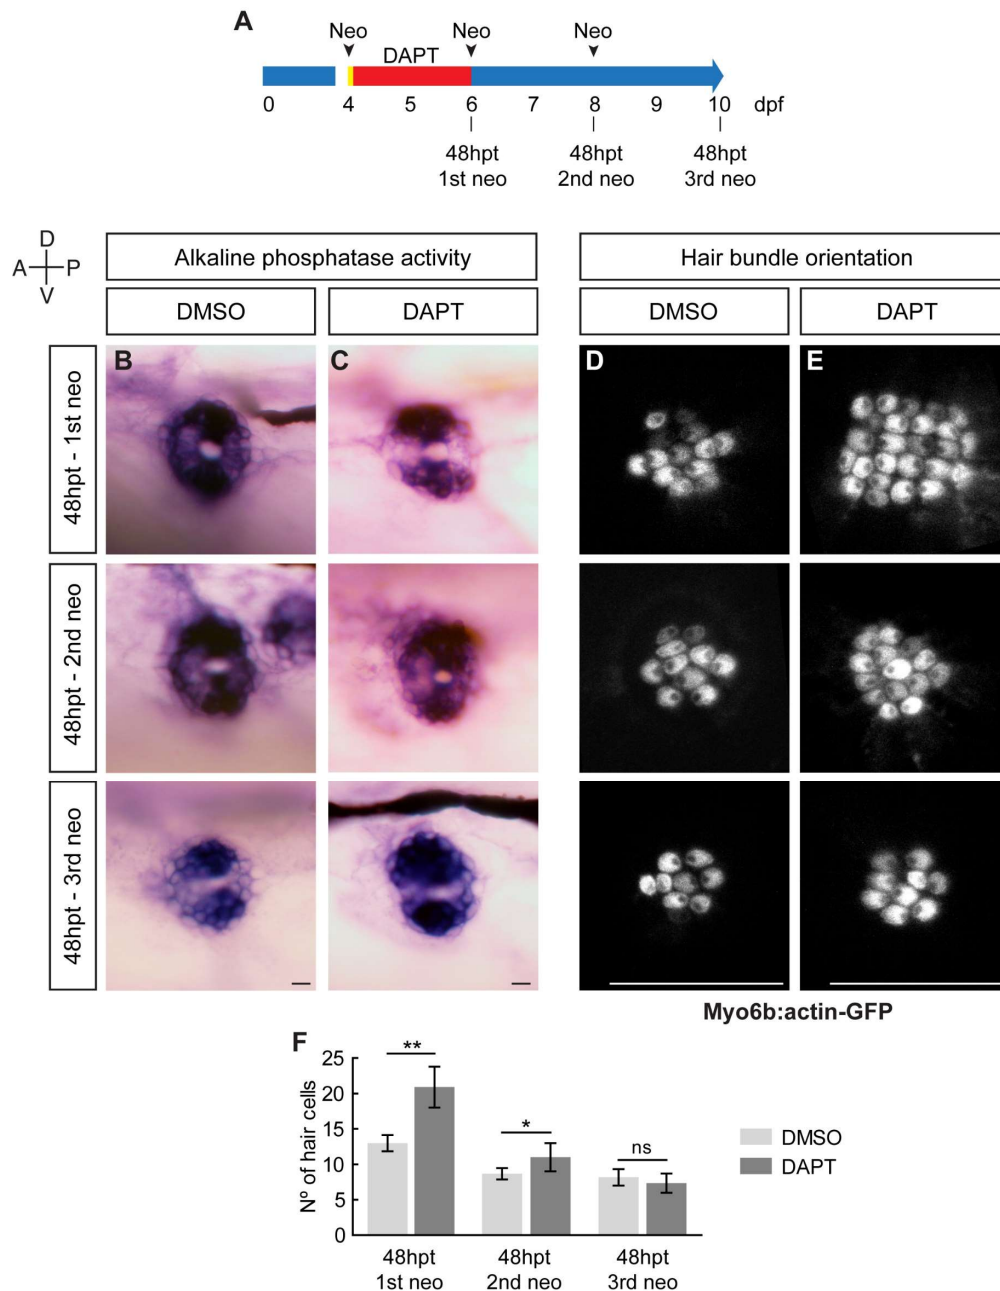 A
Neo Neo Neo
DAPT
0 4 5 6 7 8 9 10 dpf
48hpt 48hpt 48hpt
1st neo 2nd neo 3rd neo
D
A P
V
Alkaline phosphatase activity
Hair bundle orientation
DMSO DAPT DMSO DAPT
48hpt - 1st neo
B C D E
48hpt - 2nd neo
48hpt - 3rd neo
Myo6b:actin-GFP
F
Nº of hair cells
25
20
15
10
5
0
**
*
ns
48hpt 48hpt 48hpt
1st neo 2nd neo 3rd neo
DMSO
DAPT